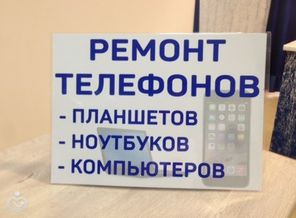 РЕМОНТ
ТЕЛЕФОНОВ
- ПЛАНШЕТОВ
- НОУТБУКОВ
- КОМПЬЮТЕРОВ